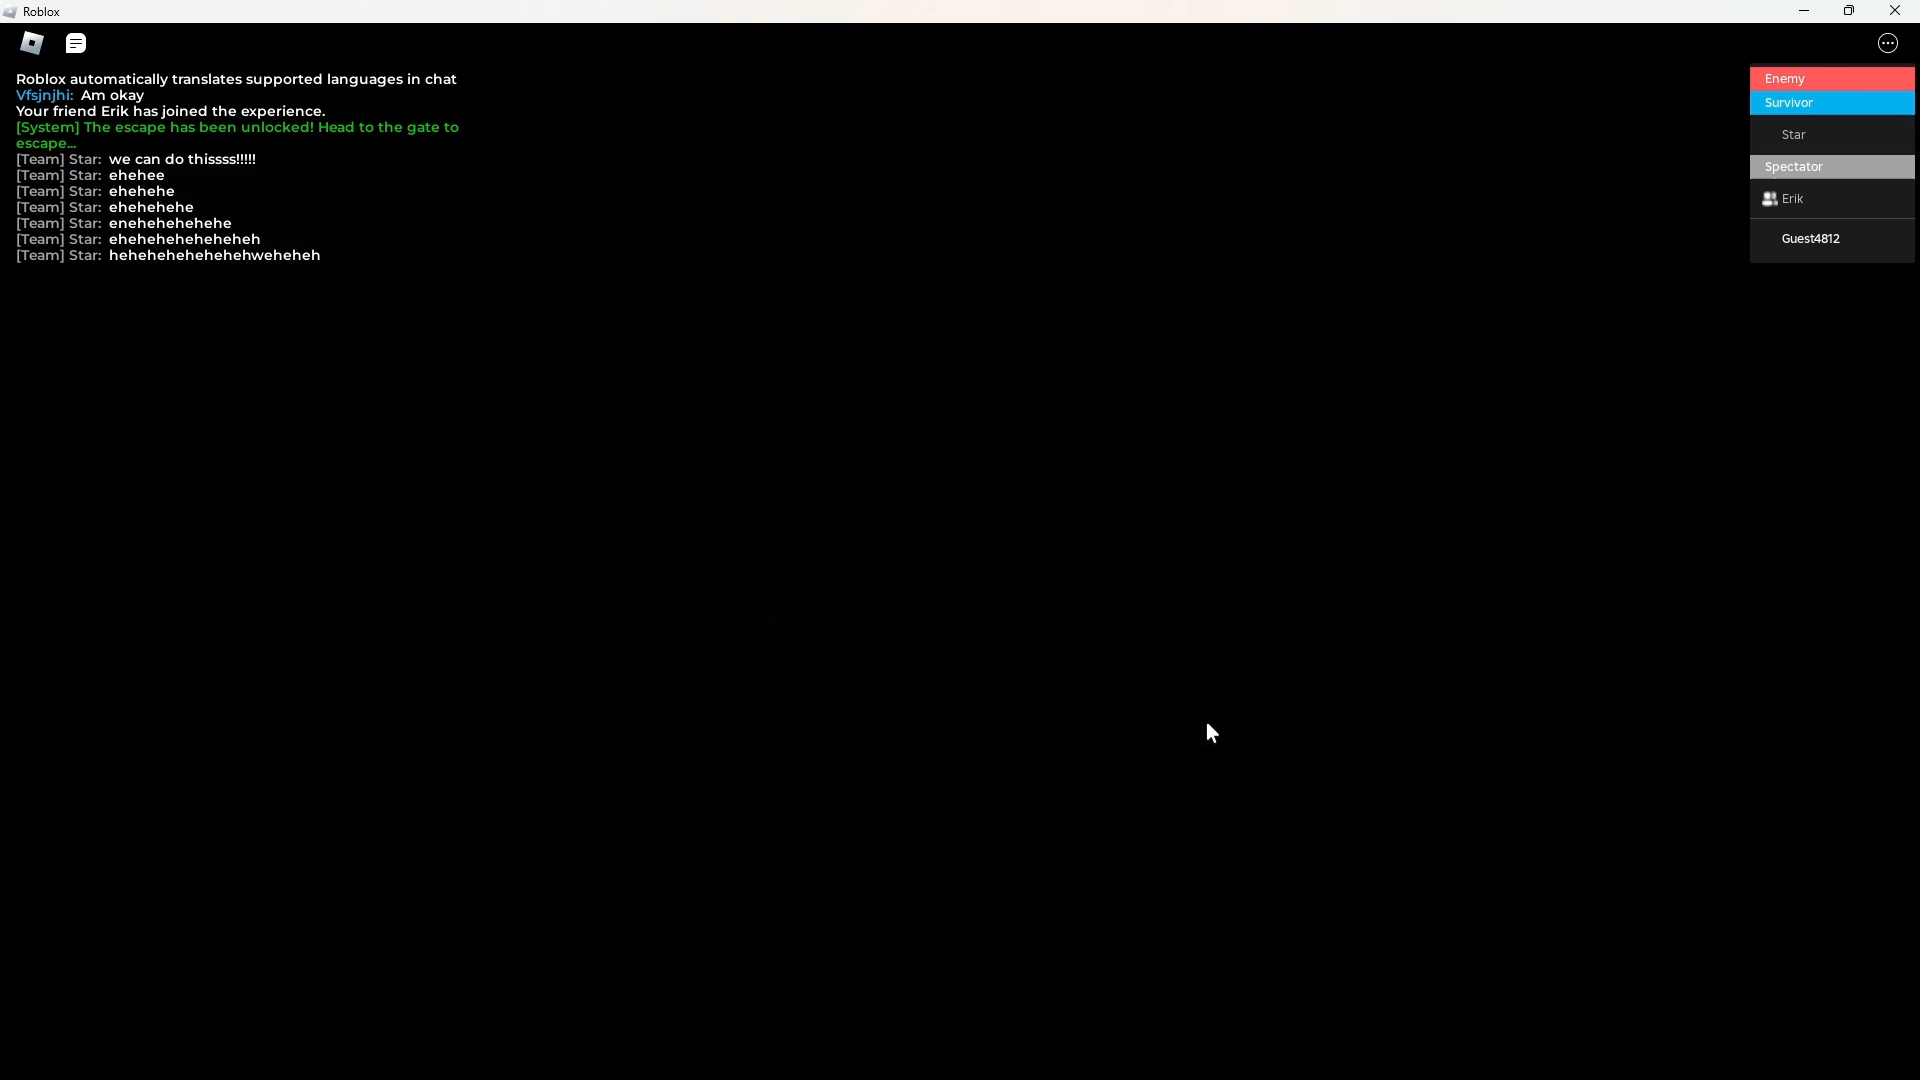 Roblox
Roblox automatically translates supported languages in chat
Vfsjnjhi: Am okay
Your friend Erik has joined the experience.
[System] The escape has been unlocked! Head to the gate to
escape...
[Team] Star: we can do thissss!!!!!
[Team] Star: ehehee
[Team] Star: ehehehe
[Team] Star: ehehehehe
[Team] Star: enehehehehehe
[Team] Star: eheheheheheheheh
[Team] Star: hehehehehehehehweheheh
Enemy
Survivor
Star
Spectator
Erik
Guest4812